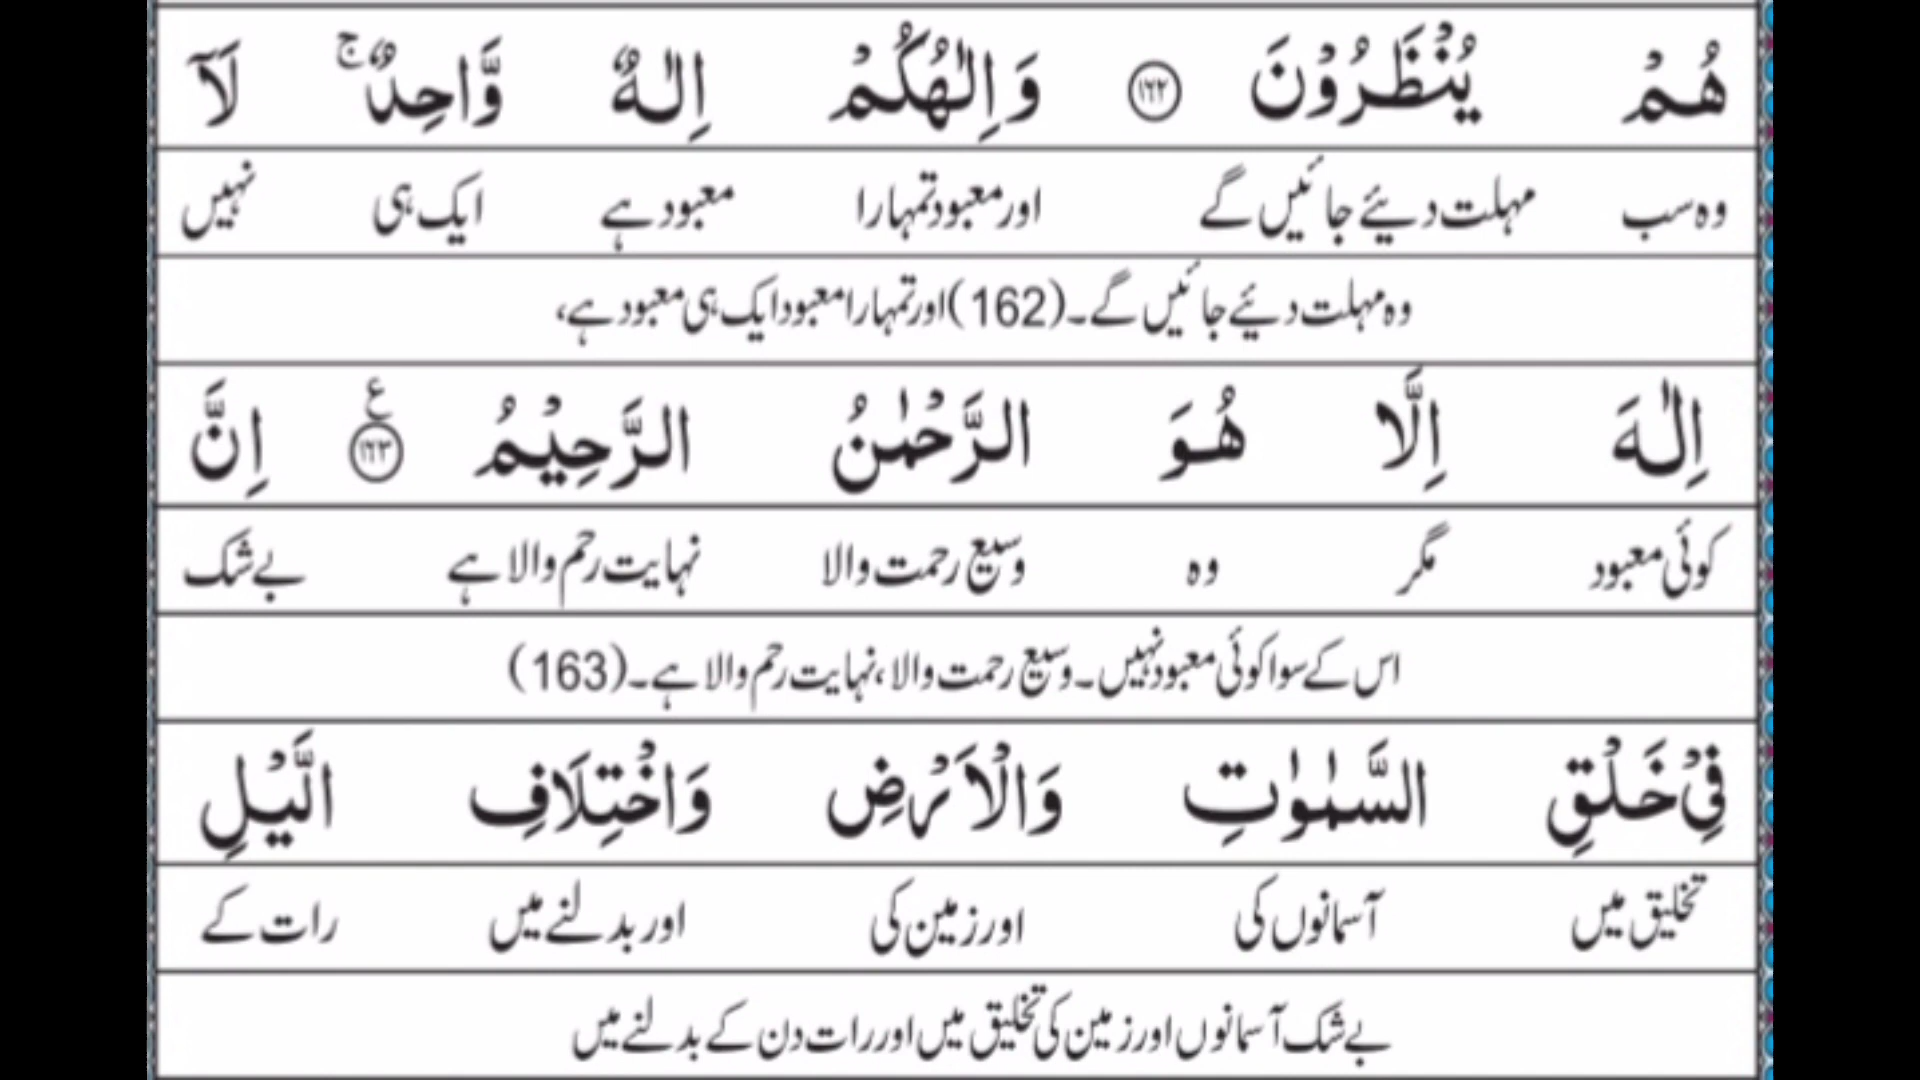 هُمْ يُنْظَرُوْنَ ﴿۱۶۲﴾ وَاِلٰهُكُمْ اِلٰهٌ وَّاحِدٌ ۚ لَاۤ
وہ سب مہلت دیئے جائیں گے اور معبود تمہارا معبود ہے ایک ہی نہیں
وہ مہلت دیئے جائیں گے۔(162) اور تمہارا معبود ایک ہی معبود ہے،
اِلٰهَ اِلَّا هُوَ الرَّحْمٰنُ الرَّحِيْمُ ﴿۱۶۳﴾ ع اِنَّ
کوئی معبود مگر وہ وسیع رحمت والا نہایت رحم والا ہے بے شک
اس کے سوا کوئی معبود نہیں۔ وسیع رحمت والا، نہایت رحم والا ہے۔(163)
فِيْ خَلْقِ السَّمٰوٰتِ وَالْاَرْضِ وَاخْتِلَافِ الَّيْلِ
تخلیق میں آسمانوں کی اور زمین کی اور بدلنے میں رات کے
بے شک آسمانوں اور زمین کی تخلیق میں اور رات دن کے بدلنے میں